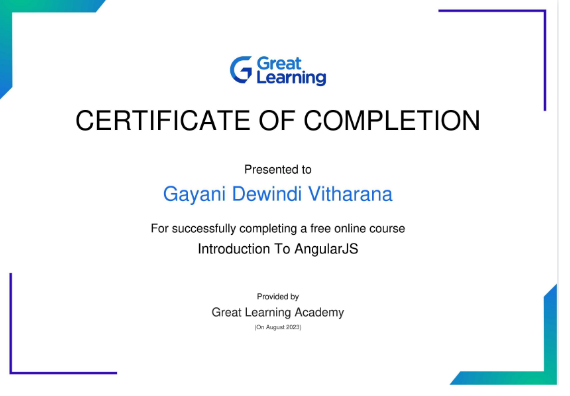 Great
Learning
CERTIFICATE OF COMPLETION
Presented to
Gayani Dewindi Vitharana
For successfully completing a free online course
Introduction To AngularJS
Provided by
Great Learning Academy
(On August 2023)